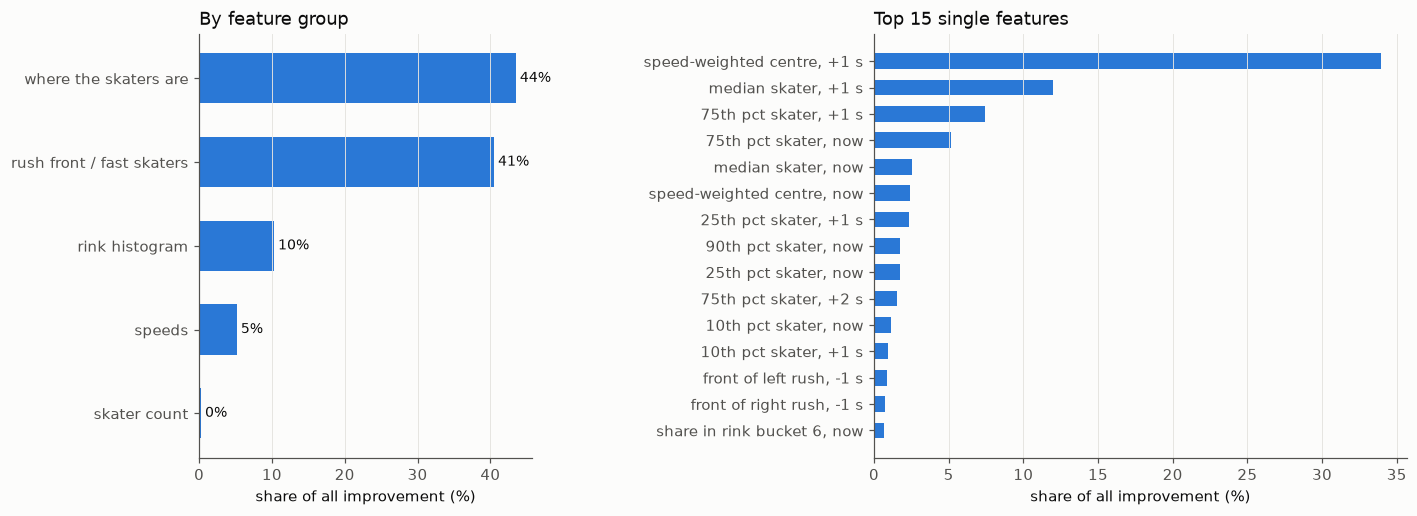 By feature group
where the skaters are
44%
rush front / fast skaters
41%
rink histogram
10%
speeds
5%
skater count
0%
0 10 20 30 40
share of all improvement (%)
Top 15 single features
speed-weighted centre, +1 s
median skater, +1 s
75th pct skater, +1 s
75th pct skater, now
median skater, now
speed-weighted centre, now
25th pct skater, +1 s
90th pct skater, now
25th pct skater, now
75th pct skater, +2 s
10th pct skater, now
10th pct skater, +1 s
front of left rush, -1 s
front of right rush, -1 s
share in rink bucket 6, now
0 5 10 15 20 25 30 35
share of all improvement (%)